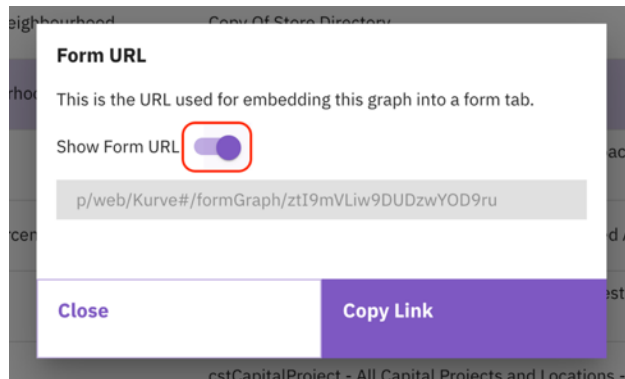 Copy Of Store Directory
Form URL
This is the URL used for embedding this graph into a form tab.
Show Form URL
p/web/Kurve#/formGraph/ztI9mVLiw9DUDzwYOD9ru
Close
Copy Link
cstCapitalProject - All Capital Projects and Locations -